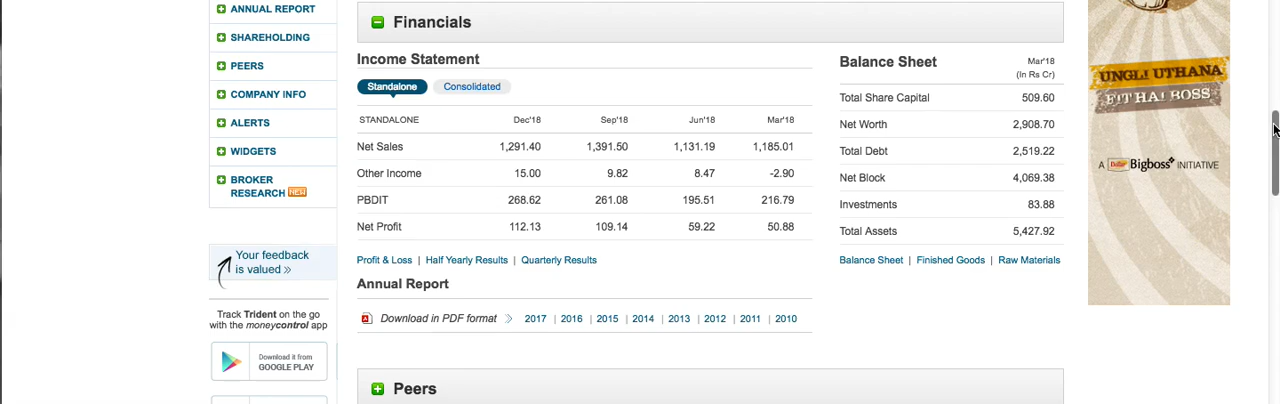 ANNUAL REPORT
SHAREHOLDING
PEERS
COMPANY INFO
ALERTS
WIDGETS
BROKER
RESEARCH NEW
Your feedback
is valued »
Track Trident on the go
with the moneycontrol app
Download it from
GOOGLE PLAY
Financials
Income Statement
Standalone Consolidated
STANDALONE Dec'18 Sep'18 Jun'18 Mar'18
Net Sales 1,291.40 1,391.50 1,131.19 1,185.01
Other Income 15.00 9.82 8.47 -2.90
PBDIT 268.62 261.08 195.51 216.79
Net Profit 112.13 109.14 59.22 50.88
Profit & Loss | Half Yearly Results | Quarterly Results
Annual Report
Download in PDF format 2017 | 2016 | 2015 | 2014 | 2013 | 2012 | 2011 | 2010
Balance Sheet Mar'18
(In Rs Cr)
Total Share Capital 509.60
Net Worth 2,908.70
Total Debt 2,519.22
Net Block 4,069.38
Investments 83.88
Total Assets 5,427.92
Balance Sheet | Finished Goods | Raw Materials
Peers
UNGLI UTHANA
FIT HAI BOSS
A Bigboss INITIATIVE